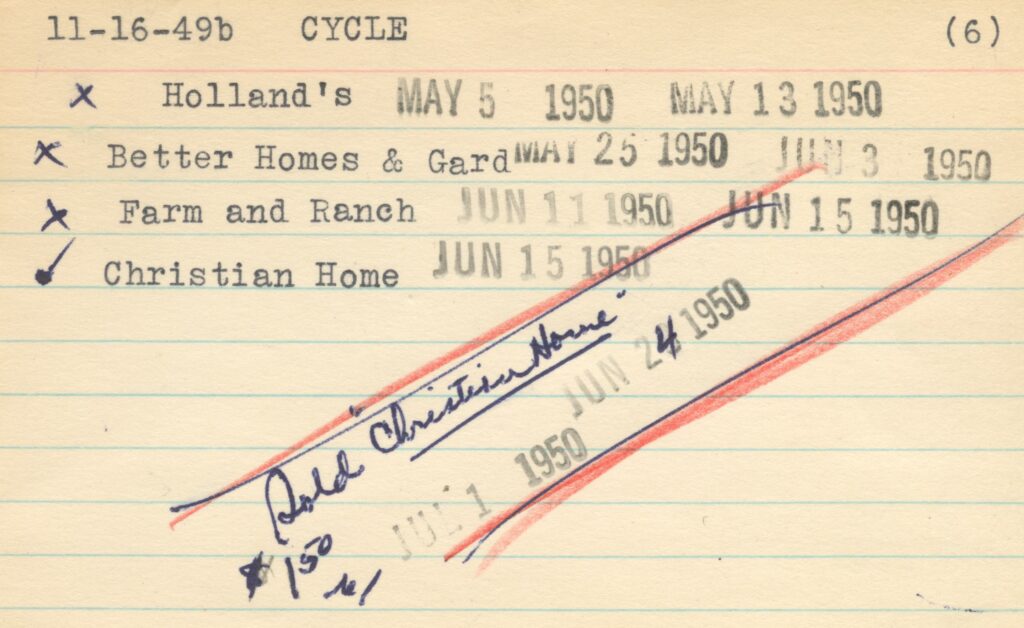 11-16-49b CYCLE (6)
x Holland's MAY 5 1950 MAY 13 1950
x Better Homes & Gard MAY 25 1950 JUN 3 1950
x Farm and Ranch JUN 11 1950 JUN 15 1950
✓ Christian Home JUN 15 1950
Sold "Christian Home" JUN 24 1950
$1.50 JUL 1 1950